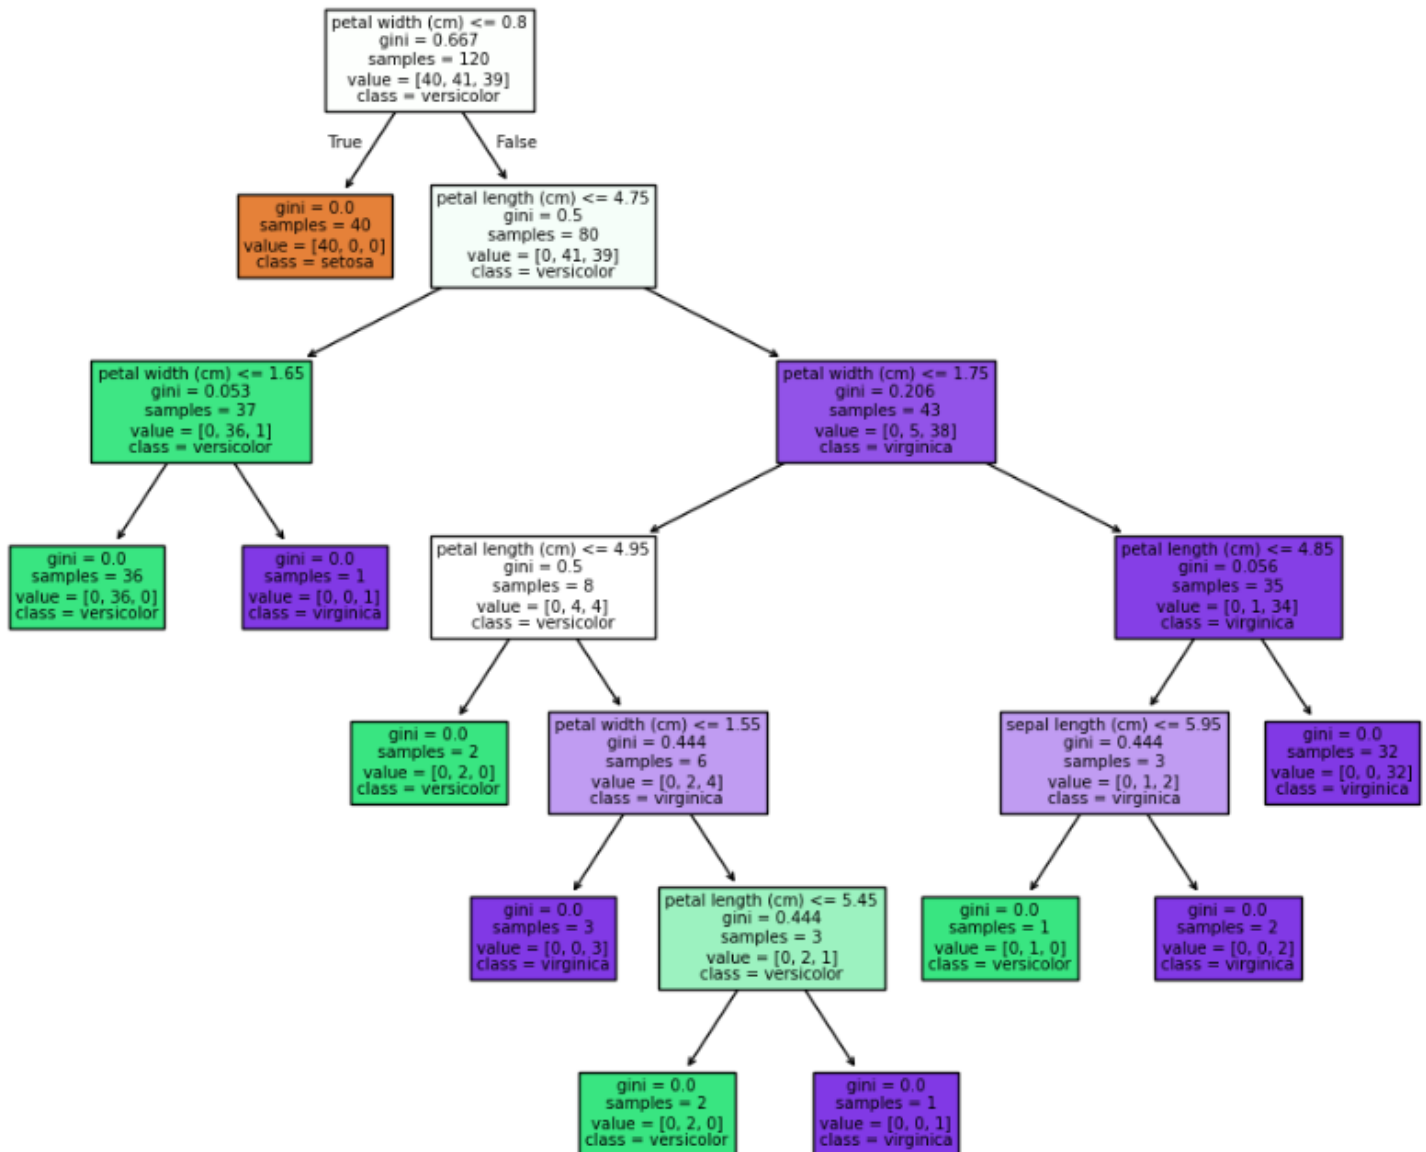 petal width (cm) <= 0.8
gini = 0.667
samples = 120
value = [40, 41, 39]
class = versicolor
True
False
gini = 0.0
samples = 40
value = [40, 0, 0]
class = setosa
petal length (cm) <= 4.75
gini = 0.5
samples = 80
value = [0, 41, 39]
class = versicolor
petal width (cm) <= 1.65
gini = 0.053
samples = 37
value = [0, 36, 1]
class = versicolor
petal width (cm) <= 1.75
gini = 0.206
samples = 43
value = [0, 5, 38]
class = virginica
gini = 0.0
samples = 36
value = [0, 36, 0]
class = versicolor
gini = 0.0
samples = 1
value = [0, 0, 1]
class = virginica
petal length (cm) <= 4.95
gini = 0.5
samples = 8
value = [0, 4, 4]
class = versicolor
petal length (cm) <= 4.85
gini = 0.056
samples = 35
value = [0, 1, 34]
class = virginica
gini = 0.0
samples = 2
value = [0, 2, 0]
class = versicolor
petal width (cm) <= 1.55
gini = 0.444
samples = 6
value = [0, 2, 4]
class = virginica
sepal length (cm) <= 5.95
gini = 0.444
samples = 3
value = [0, 1, 2]
class = virginica
gini = 0.0
samples = 32
value = [0, 0, 32]
class = virginica
gini = 0.0
samples = 3
value = [0, 0, 3]
class = virginica
petal length (cm) <= 5.45
gini = 0.444
samples = 3
value = [0, 2, 1]
class = versicolor
gini = 0.0
samples = 1
value = [0, 1, 0]
class = versicolor
gini = 0.0
samples = 2
value = [0, 0, 2]
class = virginica
gini = 0.0
samples = 2
value = [0, 2, 0]
class = versicolor
gini = 0.0
samples = 1
value = [0, 0, 1]
class = virginica